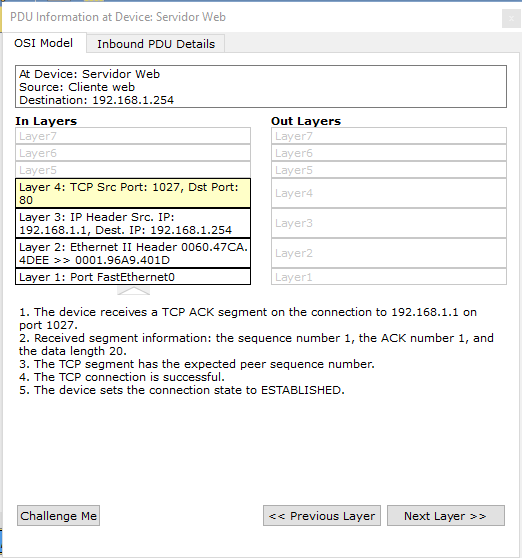 PDU Information at Device: Servidor Web
OSI Model
Inbound PDU Details
At Device: Servidor Web
Source: Cliente web
Destination: 192.168.1.254
In Layers
Layer7
Layer6
Layer5
Layer 4: TCP Src Port: 1027, Dst Port:
80
Layer 3: IP Header Src. IP:
192.168.1.1, Dest. IP: 192.168.1.254
Layer 2: Ethernet II Header 0060.47CA.
4DEE >> 0001.96A9.401D
Layer 1: Port FastEthernet0
Out Layers
Layer7
Layer6
Layer5
Layer4
Layer3
Layer2
Layer1
1. The device receives a TCP ACK segment on the connection to 192.168.1.1 on
port 1027.
2. Received segment information: the sequence number 1, the ACK number 1, and
the data length 20.
3. The TCP segment has the expected peer sequence number.
4. The TCP connection is successful.
5. The device sets the connection state to ESTABLISHED.
Challenge Me
<< Previous Layer
Next Layer >>